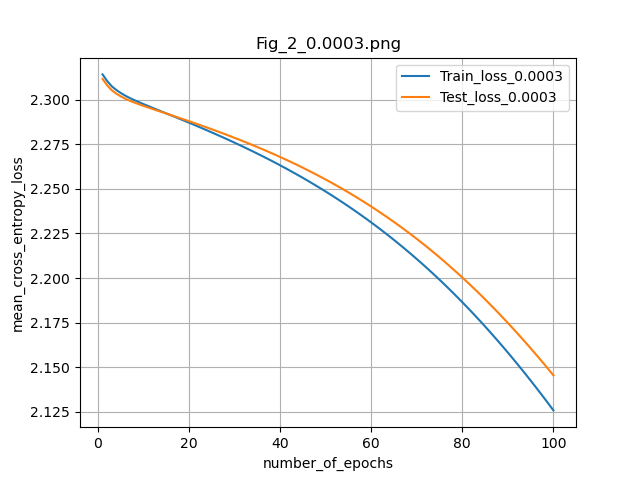 Fig_2_0.0003.png
Train_loss_0.0003
Test_loss_0.0003
mean_cross_entropy_loss
2.300
2.275
2.250
2.225
2.200
2.175
2.150
2.125
0 20 40 60 80 100
number_of_epochs